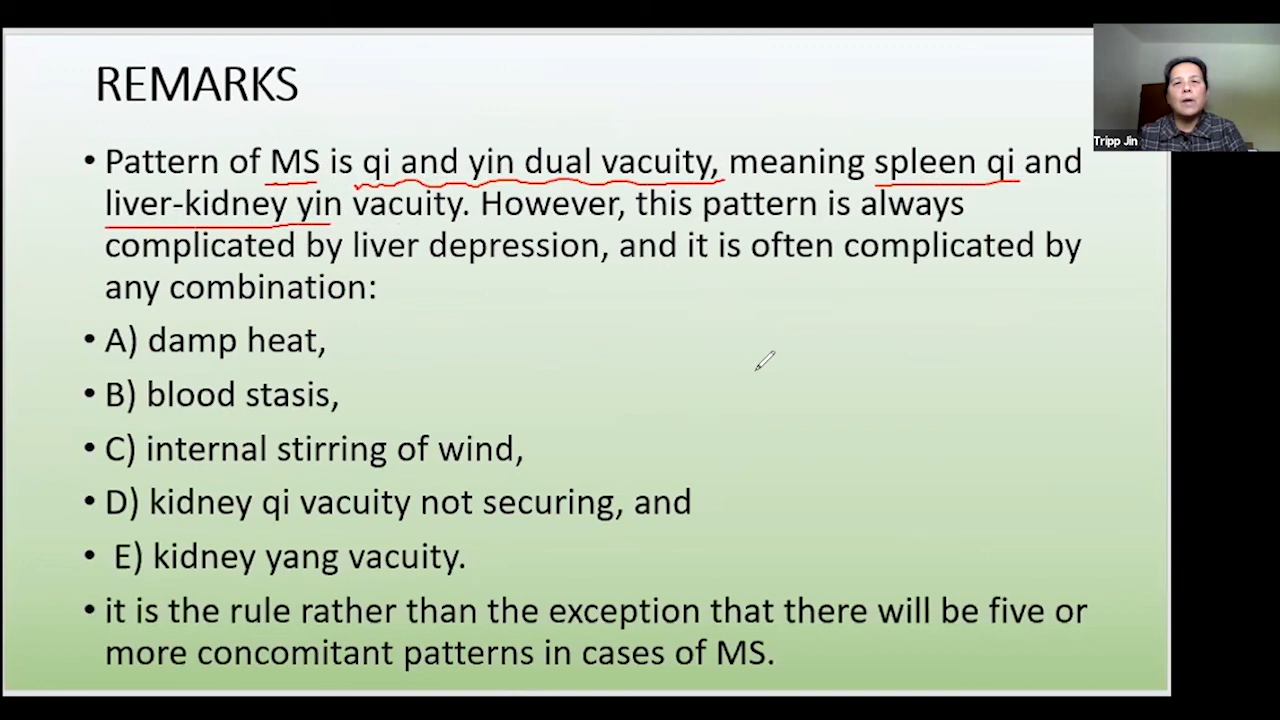 REMARKS
Tripp Jin
• Pattern of MS is qi and yin dual vacuity, meaning spleen qi and
liver-kidney yin vacuity. However, this pattern is always
complicated by liver depression, and it is often complicated by
any combination:
• A) damp heat,
• B) blood stasis,
• C) internal stirring of wind,
• D) kidney qi vacuity not securing, and
• E) kidney yang vacuity.
• it is the rule rather than the exception that there will be five or
more concomitant patterns in cases of MS.